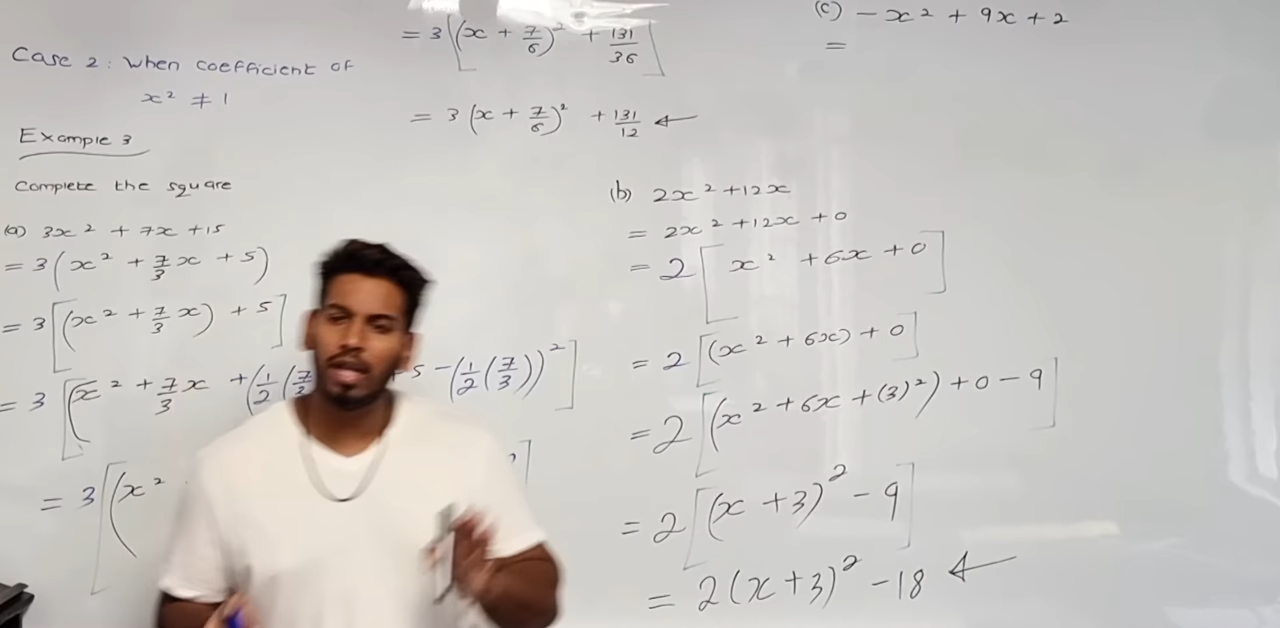 Case 2: When coefficient of
x² ≠ 1
Example 3
Complete the square
(a) 3x² + 7x + 15
= 3(x² + 7/3 x + 5)
= 3[(x² + 7/3 x) + 5]
= 3[(x² + 7/3 x + (1/2 (7/3 + 5 - (1/2 (7/3))²]
= 3[(x²
= 3[(x + 7/6)² + 131/36]
= 3(x + 7/6)² + 131/12 ←
(b) 2x² + 12x
= 2x² + 12x + 0
= 2[x² + 6x + 0]
= 2[(x² + 6x) + 0]
= 2[(x² + 6x + (3)²) + 0 - 9]
= 2[(x + 3)² - 9]
= 2(x + 3)² - 18 ←
(c) -x² + 9x + 2
=